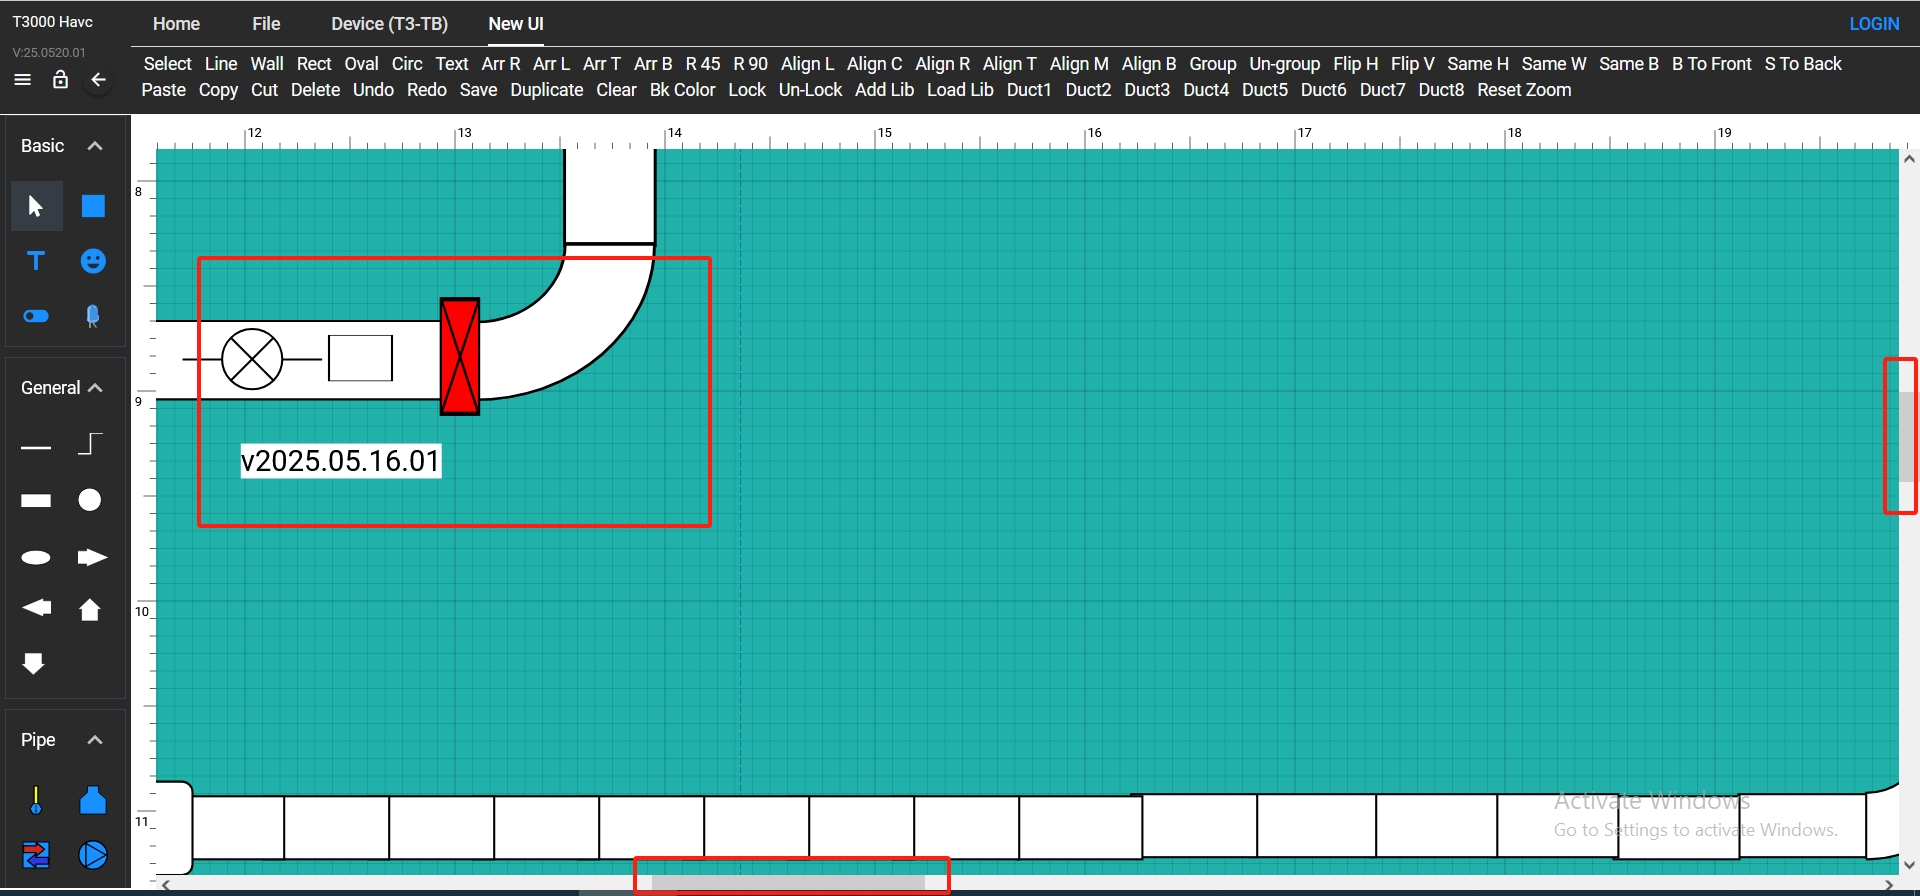 T3000 Havc
Home File Device (T3-TB) New UI LOGIN
V:25.0520.01
Select Line Wall Rect Oval Circ Text Arr R Arr L Arr T Arr B R 45 R 90 Align L Align C Align R Align T Align M Align B Group Un-group Flip H Flip V Same H Same W Same B B To Front S To Back
Paste Copy Cut Delete Undo Redo Save Duplicate Clear Bk Color Lock Un-Lock Add Lib Load Lib Duct1 Duct2 Duct3 Duct4 Duct5 Duct6 Duct7 Duct8 Reset Zoom
12 13 14 15 16 17 18 19
Basic
8
T
General
9
v2025.05.16.01
10
Pipe
11
Activate Windows
Go to Settings to activate Windows.